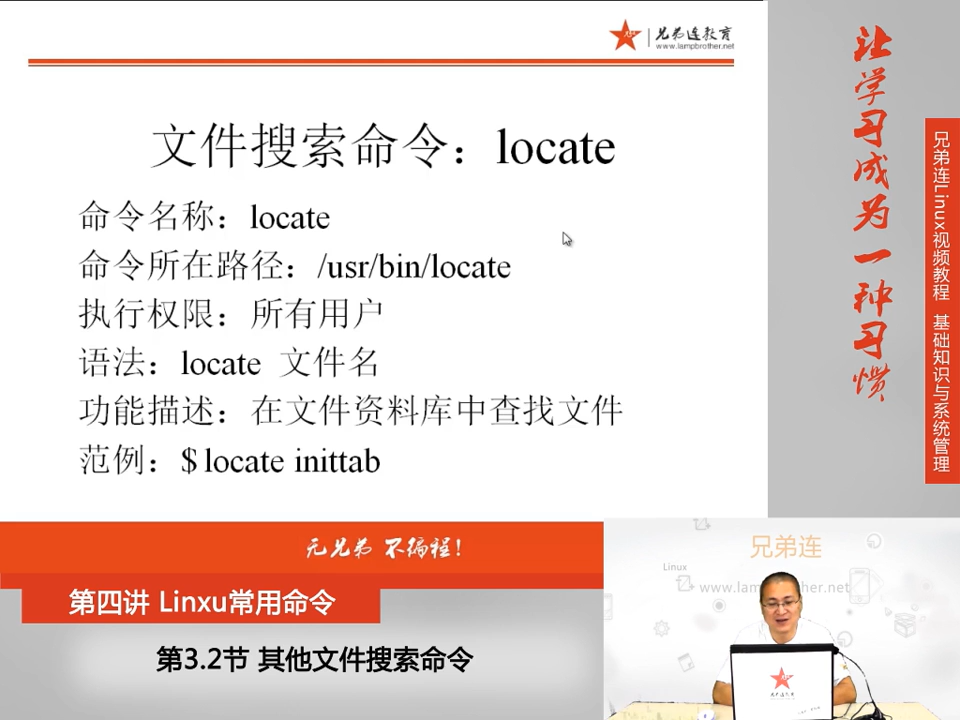 兄弟连教育
www.lampbrother.net
文件搜索命令：locate
命令名称：locate
命令所在路径：/usr/bin/locate
执行权限：所有用户
语法：locate 文件名
功能描述：在文件资料库中查找文件
范例：$ locate inittab
让学习成为一种习惯
兄弟连Linux视频教程 基础知识与系统管理
无兄弟 不编程！
第四讲 Linxu常用命令
第3.2节 其他文件搜索命令
兄弟连
Linux